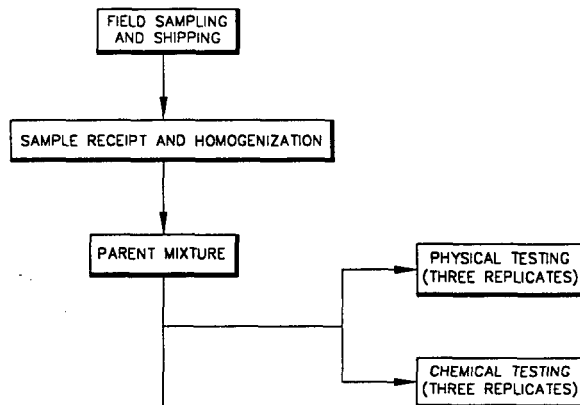 FIELD SAMPLING
AND SHIPPING
SAMPLE RECEIPT AND HOMOGENIZATION
PARENT MIXTURE
PHYSICAL TESTING
(THREE REPLICATES)
CHEMICAL TESTING
(THREE REPLICATES)